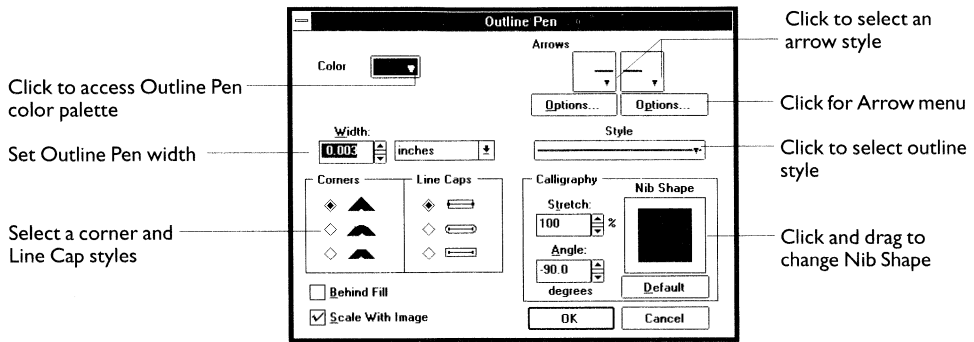 Outline Pen
Click to select an
arrow style
Arrows
Color
Click to access Outline Pen
color palette
Options...
Options...
Click for Arrow menu
Width:
Style
Set Outline Pen width
0.003
inches
Click to select outline
style
Corners
Line Caps
Calligraphy
Nib Shape
Stretch:
100
%
Select a corner and
Line Cap styles
Angle:
-90.0
degrees
Click and drag to
change Nib Shape
Default
Behind Fill
Scale With Image
OK
Cancel